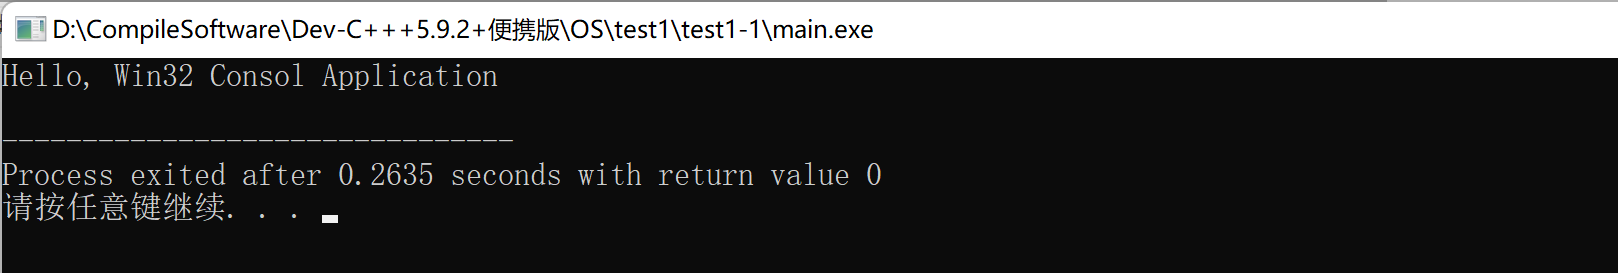 D:\CompileSoftware\Dev-C+++5.9.2+便携版\OS\test1\test1-1\main.exe
Hello, Win32 Consol Application
--------------------------------
Process exited after 0.2635 seconds with return value 0
请按任意键继续. . .